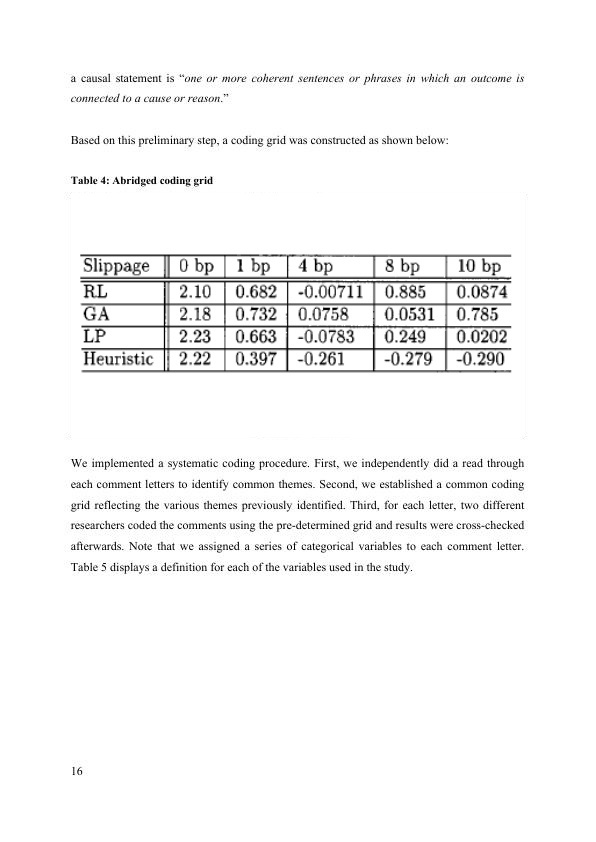 a causal statement is “one or more coherent sentences or phrases in which an outcome is
connected to a cause or reason.”
Based on this preliminary step, a coding grid was constructed as shown below:
Table 4: Abridged coding grid
Slippage 0 bp 1 bp 4 bp 8 bp 10 bp
RL 2.10 0.682 -0.00711 0.885 0.0874
GA 2.18 0.732 0.0758 0.0531 0.785
LP 2.23 0.663 -0.0783 0.249 0.0202
Heuristic 2.22 0.397 -0.261 -0.279 -0.290
We implemented a systematic coding procedure. First, we independently did a read through
each comment letters to identify common themes. Second, we established a common coding
grid reflecting the various themes previously identified. Third, for each letter, two different
researchers coded the comments using the pre-determined grid and results were cross-checked
afterwards. Note that we assigned a series of categorical variables to each comment letter.
Table 5 displays a definition for each of the variables used in the study.
16